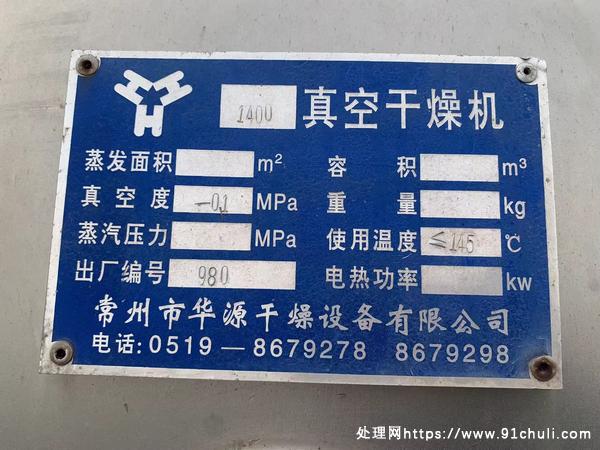 1400 真空干燥机
蒸发面积 m² 容积 m³
真空度 -0.1 MPa 重量 kg
蒸汽压力 MPa 使用温度 ≤145 ℃
出厂编号 980 电热功率 kw
常州市华源干燥设备有限公司
电话:0519-8679278 8679298
处理网https://www.91chuli.com/